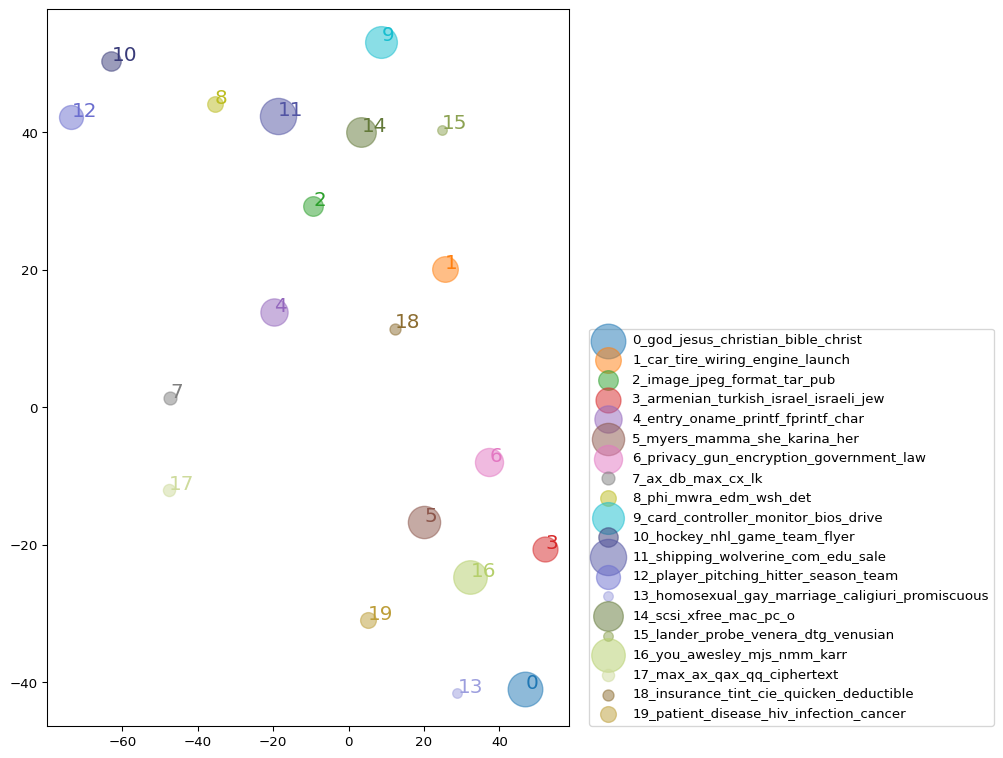 9
10
8
12
11
14
15
40
2
20
1
4
18
0
7
6
17
5
−20
3
16
19
−40
13
0
−60
−40
−20
0
20
40
0_god_jesus_christian_bible_christ
1_car_tire_wiring_engine_launch
2_image_jpeg_format_tar_pub
3_armenian_turkish_israel_israeli_jew
4_entry_oname_printf_fprintf_char
5_myers_mamma_she_karina_her
6_privacy_gun_encryption_government_law
7_ax_db_max_cx_lk
8_phi_mwra_edm_wsh_det
9_card_controller_monitor_bios_drive
10_hockey_nhl_game_team_flyer
11_shipping_wolverine_com_edu_sale
12_player_pitching_hitter_season_team
13_homosexual_gay_marriage_caligiuri_promiscuous
14_scsi_xfree_mac_pc_o
15_lander_probe_venera_dtg_venusian
16_you_awesley_mjs_nmm_karr
17_max_ax_qax_qq_ciphertext
18_insurance_tint_cie_quicken_deductible
19_patient_disease_hiv_infection_cancer